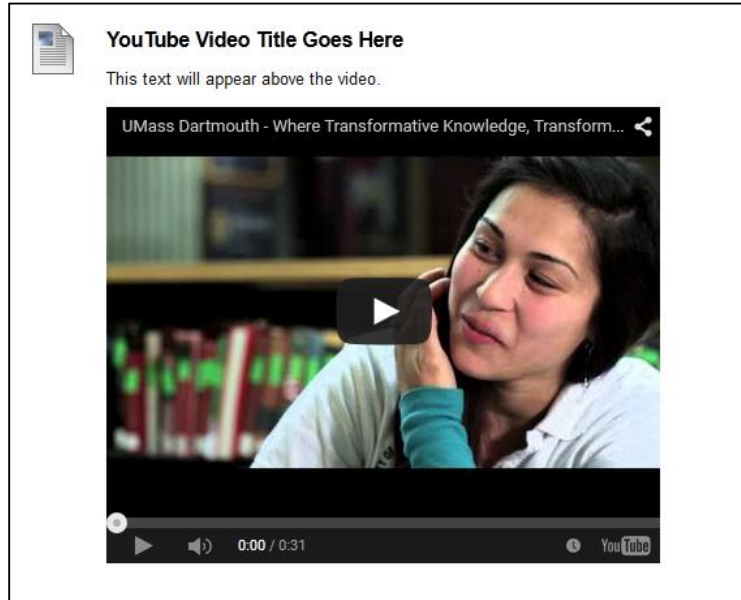 YouTube Video Title Goes Here
This text will appear above the video.
UMass Dartmouth - Where Transformative Knowledge, Transform...
0:00 / 0:31
YouTube